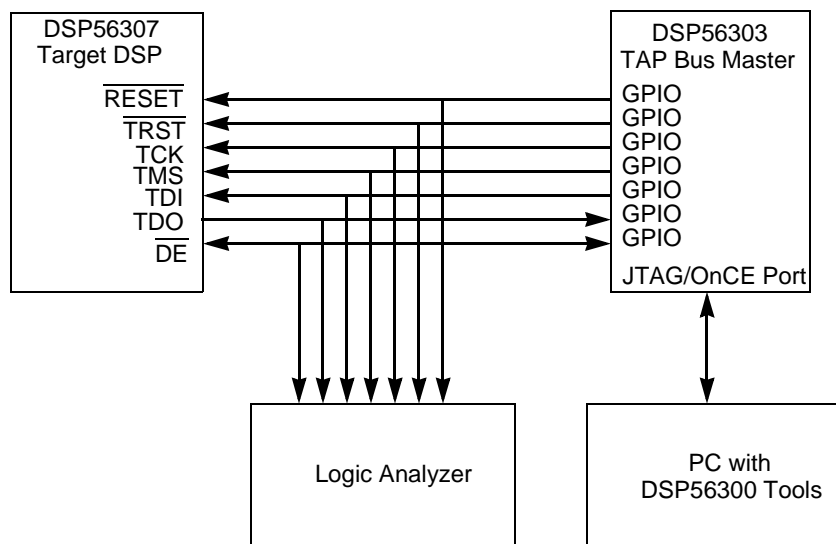 DSP56307
Target DSP
RESET
TRST
TCK
TMS
TDI
TDO
DE
DSP56303
TAP Bus Master
GPIO
GPIO
GPIO
GPIO
GPIO
GPIO
GPIO
JTAG/OnCE Port
Logic Analyzer
PC with
DSP56300 Tools